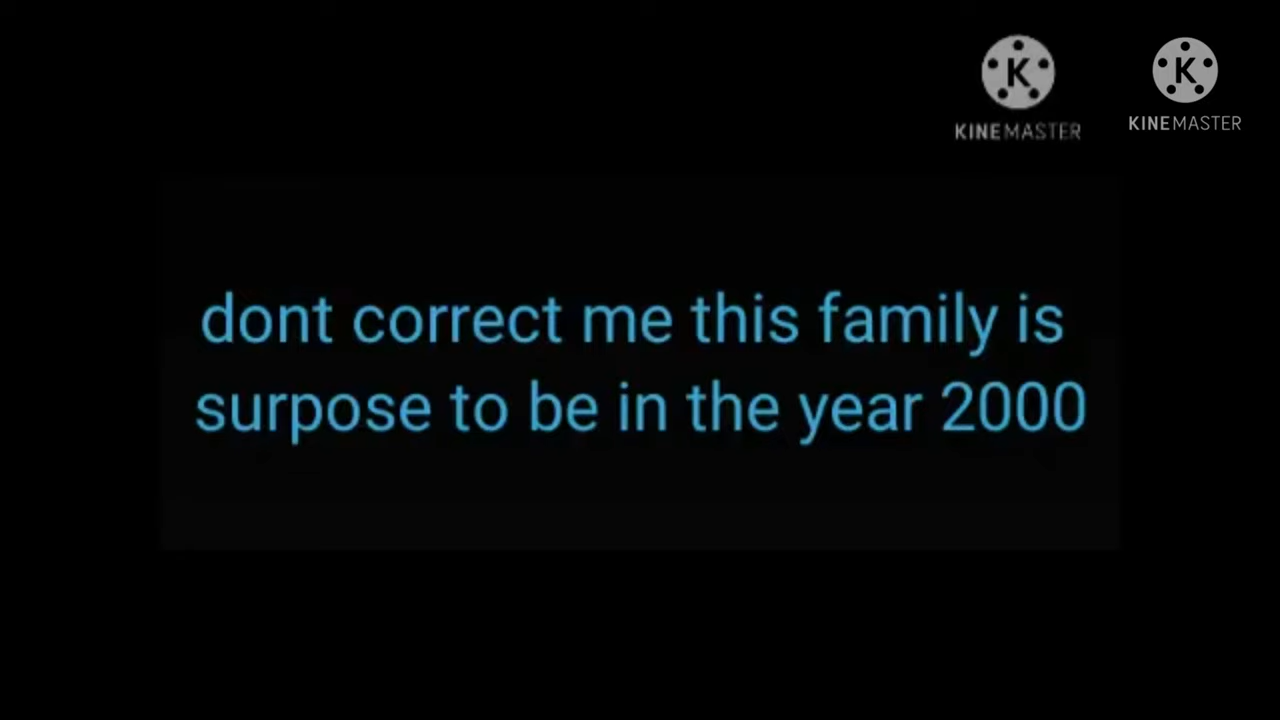 KINEMASTER
KINEMASTER
dont correct me this family is
surpose to be in the year 2000